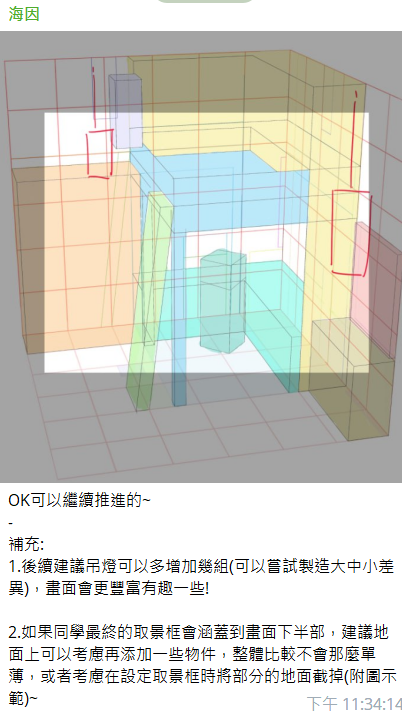 海因
OK可以繼續推進的~
-
補充:
1.後續建議吊燈可以多增加幾組(可以嘗試製造大中小差
異)，畫面會更豐富有趣一些!
2.如果同學最終的取景框會涵蓋到畫面下半部，建議地
面上可以考慮再添加一些物件，整體比較不會那麼單
薄，或者考慮在設定取景框時將部分的地面截掉(附圖示
範)~
下午 11:34:14